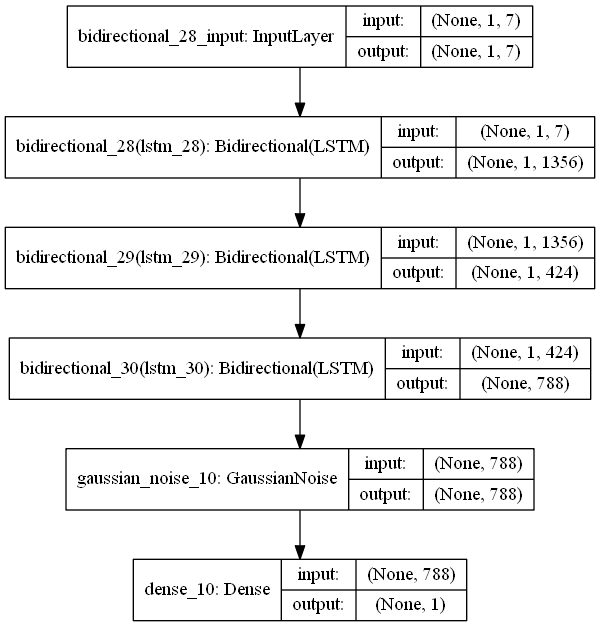 bidirectional_28_input: InputLayer
input: (None, 1, 7)
output: (None, 1, 7)
bidirectional_28(lstm_28): Bidirectional(LSTM)
input: (None, 1, 7)
output: (None, 1, 1356)
bidirectional_29(lstm_29): Bidirectional(LSTM)
input: (None, 1, 1356)
output: (None, 1, 424)
bidirectional_30(lstm_30): Bidirectional(LSTM)
input: (None, 1, 424)
output: (None, 788)
gaussian_noise_10: GaussianNoise
input: (None, 788)
output: (None, 788)
dense_10: Dense
input: (None, 788)
output: (None, 1)